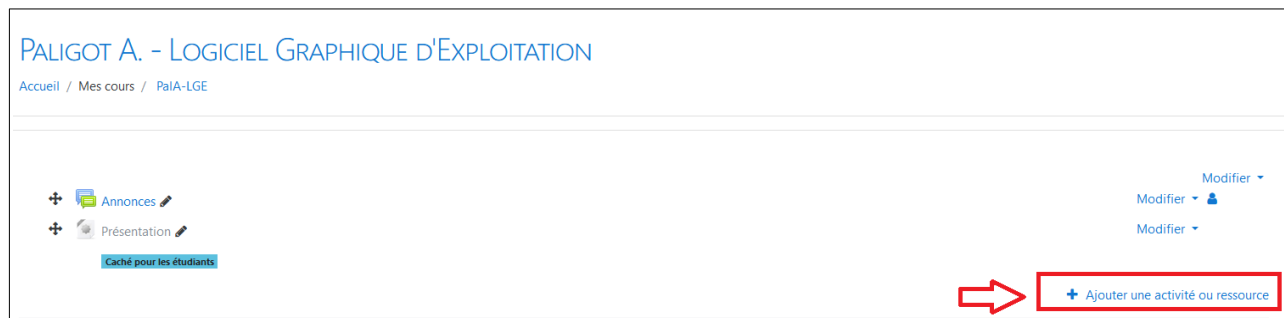 PALIGOT A. - LOGICIEL GRAPHIQUE D'EXPLOITATION
Accueil / Mes cours / PalA-LGE
Modifier
Annonces
Modifier
Présentation
Modifier
Caché pour les étudiants
+ Ajouter une activité ou ressource